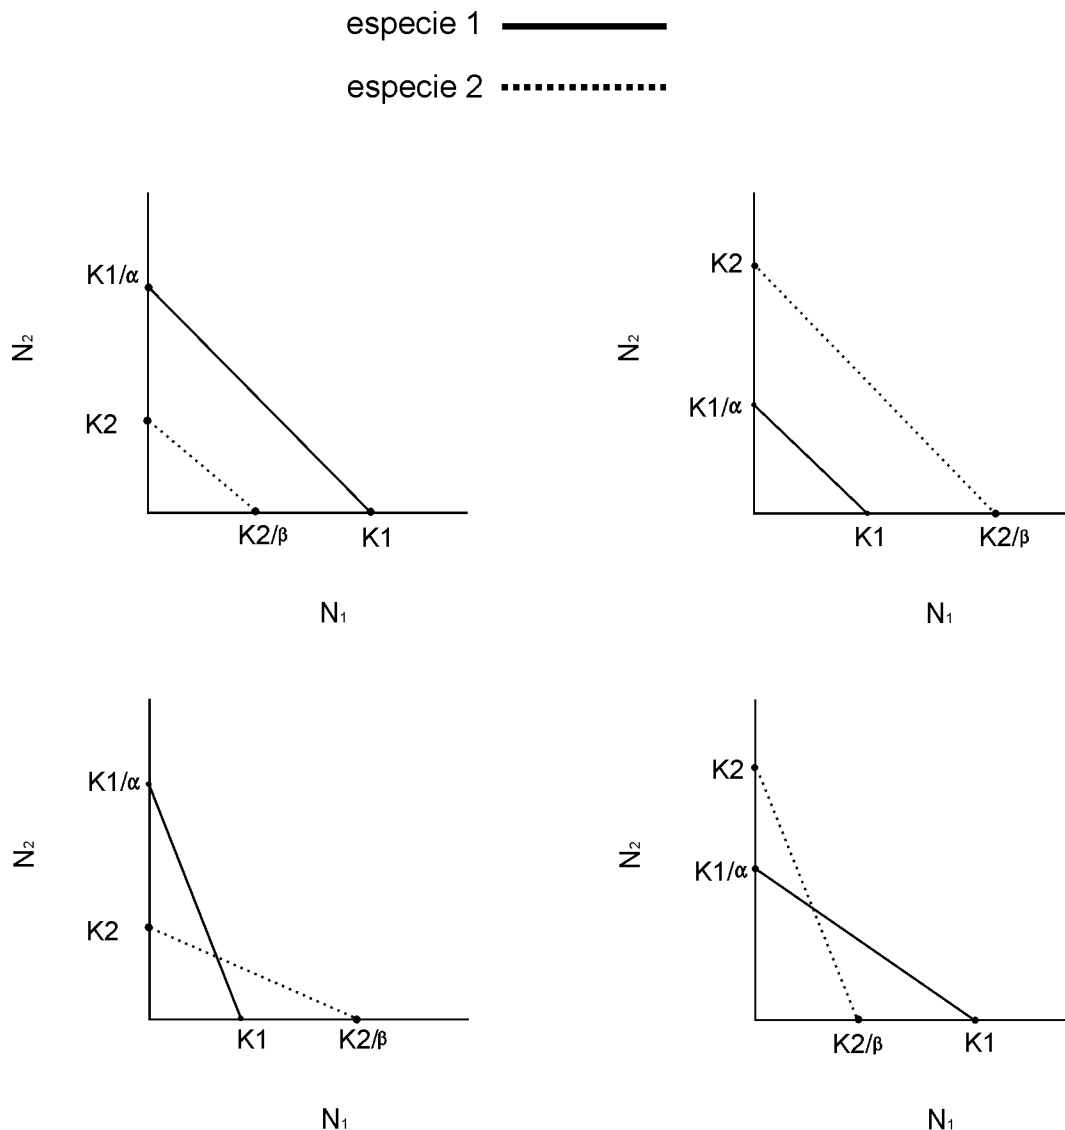 especie 1
especie 2
K1/α
K2
N2
K2/β
K1
N1
K2
K1/α
N2
K1
K2/β
N1
K1/α
K2
N2
K1
K2/β
N1
K2
K1/α
N2
K2/β
K1
N1